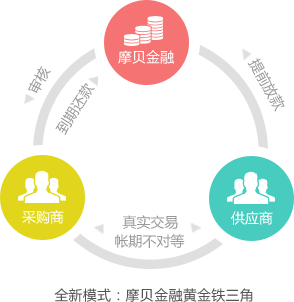 摩贝金融
审核
到期还款
提前放款
采购商
供应商
真实交易
帐期不对等
全新模式：摩贝金融黄金铁三角